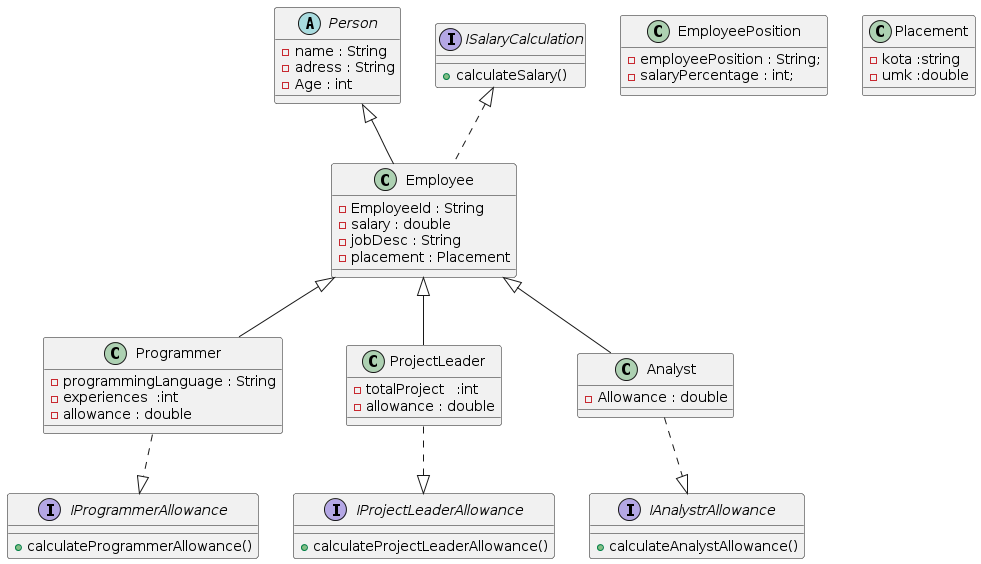 A Person
name : String
adress : String
Age : int
I ISalaryCalculation
calculateSalary()
C EmployeePosition
employeePosition : String;
salaryPercentage : int;
C Placement
kota :string
umk :double
C Employee
EmployeeId : String
salary : double
jobDesc : String
placement : Placement
C Programmer
programmingLanguage : String
experiences  :int
allowance : double
C ProjectLeader
totalProject   :int
allowance : double
C Analyst
Allowance : double
I IProgrammerAllowance
calculateProgrammerAllowance()
I IProjectLeaderAllowance
calculateProjectLeaderAllowance()
I IAnalystrAllowance
calculateAnalystAllowance()